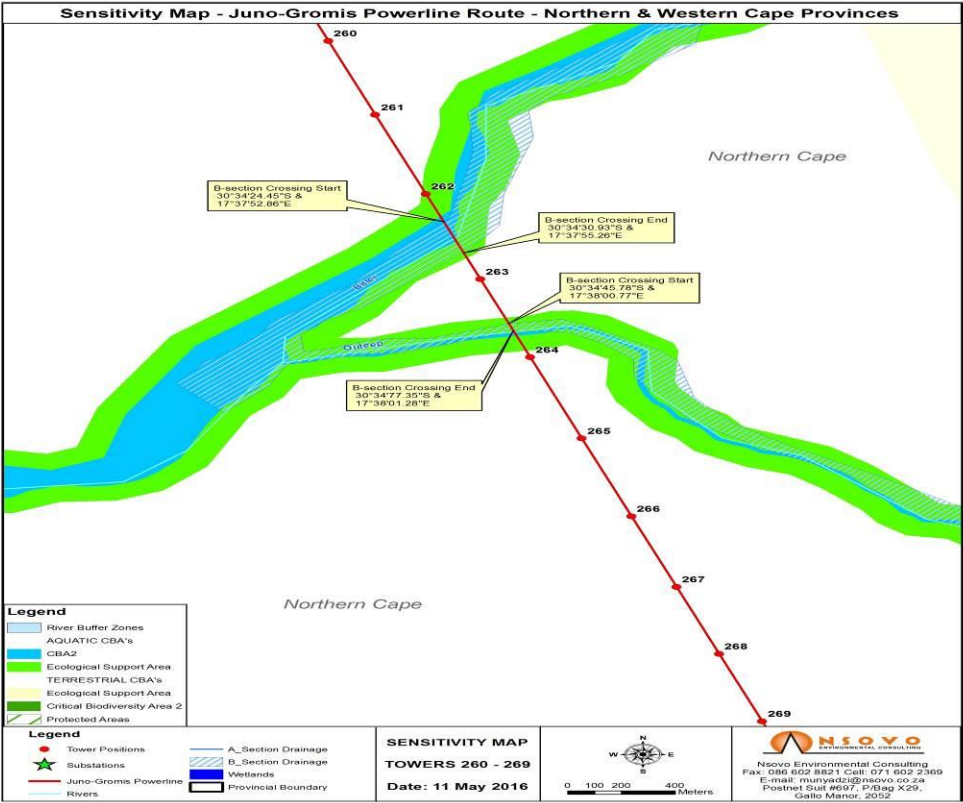 Sensitivity Map - Juno-Gromis Powerline Route - Northern & Western Cape Provinces
260
261
Northern Cape
262
B-section Crossing Start
30°34'24.45"S &
17°37'52.86"E
B-section Crossing End
30°34'30.93"S &
17°37'55.26"E
263
B-section Crossing Start
30°34'45.78"S &
17°38'00.77"E
264
B-section Crossing End
30°34'77.35"S &
17°38'01.28"E
265
266
267
Northern Cape
268
269
Legend
River Buffer Zones
AQUATIC CBA's
CBA2
Ecological Support Area
TERRESTRIAL CBA's
Ecological Support Area
Critical Biodiversity Area 2
Protected Areas
Legend
Tower Positions
Substations
Juno-Gromis Powerline
Rivers
A_Section Drainage
B_Section Drainage
Wetlands
Provincial Boundary
SENSITIVITY MAP
TOWERS 260 - 269
Date: 11 May 2016
N
W E
S
0 100 200 400
Meters
NSOVO
ENVIRONMENTAL CONSULTING
Nsovo Environmental Consulting
Fax: 086 602 8821 Cell: 071 602 2369
E-mail: munyadzi@nsovo.co.za
Postnet Suit #697, P/Bag X29,
Gallo Manor, 2052